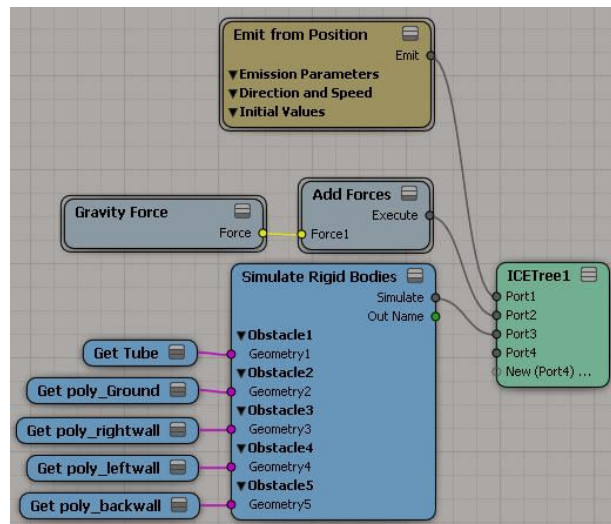 Emit from Position
Emit
▼Emission Parameters
▼Direction and Speed
▼Initial Values
Gravity Force
Force
Add Forces
Execute
Force1
Simulate Rigid Bodies
Simulate
Out Name
▼Obstacle1
Geometry1
▼Obstacle2
Geometry2
▼Obstacle3
Geometry3
▼Obstacle4
Geometry4
▼Obstacle5
Geometry5
Get Tube
Get poly_Ground
Get poly_rightwall
Get poly_leftwall
Get poly_backwall
ICETree1
Port1
Port2
Port3
Port4
New (Port4) ...